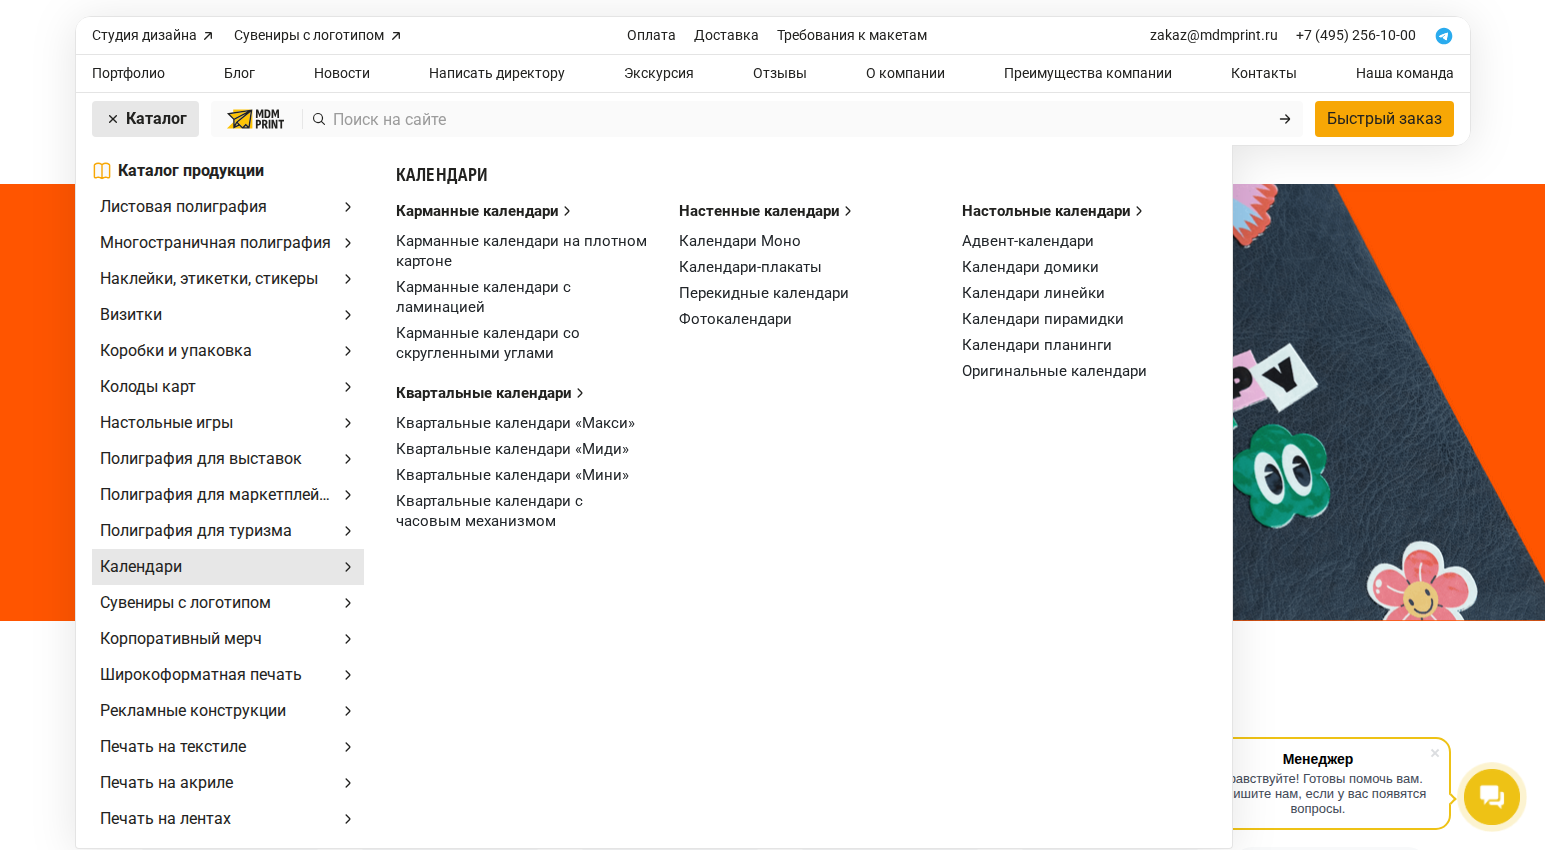 Студия дизайна
Сувениры с логотипом
Оплата
Доставка
Требования к макетам
zakaz@mdmprint.ru
+7 (495) 256-10-00
Портфолио
Блог
Новости
Написать директору
Экскурсия
Отзывы
О компании
Преимущества компании
Контакты
Наша команда
Каталог
MDM
PRINT
Поиск на сайте
Быстрый заказ
Каталог продукции
Листовая полиграфия
Многостраничная полиграфия
Наклейки, этикетки, стикеры
Визитки
Коробки и упаковка
Колоды карт
Настольные игры
Полиграфия для выставок
Полиграфия для маркетплей...
Полиграфия для туризма
Календари
Сувениры с логотипом
Корпоративный мерч
Широкоформатная печать
Рекламные конструкции
Печать на текстиле
Печать на акриле
Печать на лентах
КАЛЕНДАРИ
Карманные календари
Карманные календари на плотном
картоне
Карманные календари с
ламинацией
Карманные календари со
скругленными углами
Квартальные календари
Квартальные календари «Макси»
Квартальные календари «Миди»
Квартальные календари «Мини»
Квартальные календари с
часовым механизмом
Настенные календари
Календари Моно
Календари-плакаты
Перекидные календари
Фотокалендари
Настольные календари
Адвент-календари
Календари домики
Календари линейки
Календари пирамидки
Календари планинги
Оригинальные календари
PY
Менеджер
Готовы помочь вам.
нам, если у вас появятся
вопросы.